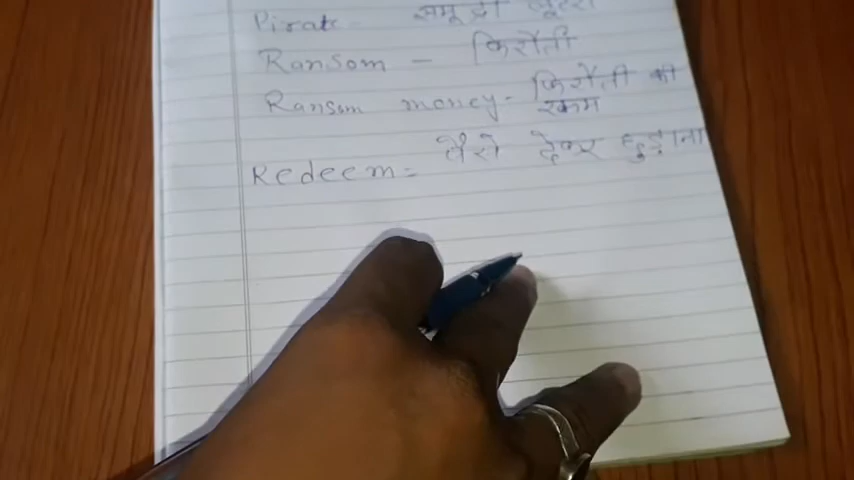 Pirate - समूद्री लूटेरा
Ransom - फिरौती
Ransom money - फिरौती की
रकम
Redeem = पैसे देकर छुड़ाना